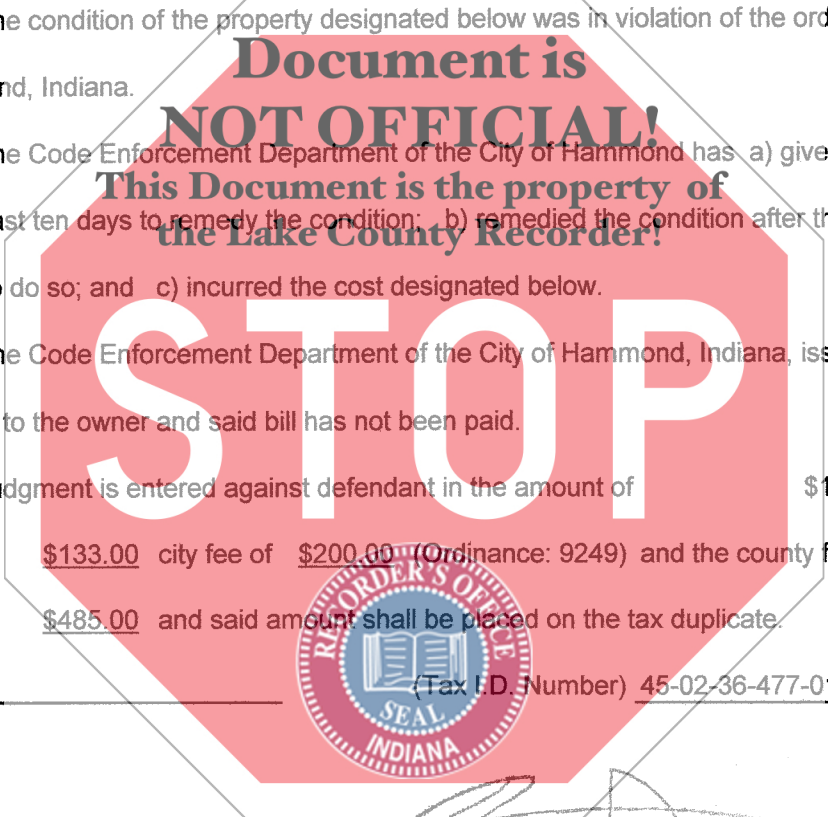 e condition of the property designated below was in violation of the ord
Document is
nd, Indiana.
NOT OFFICIAL!
e Code Enforcement Department of the City of Hammond has a) give
This Document is the property of
st ten days to remedy the condition; b) remedied the condition after th
the Lake County Recorder!
do so; and c) incurred the cost designated below.
STOP
e Code Enforcement Department of the City of Hammond, Indiana, iss
to the owner and said bill has not been paid.
dgment is entered against defendant in the amount of $1
$133.00 city fee of $200.00 (Ordinance: 9249) and the county f
$485.00 and said amount shall be placed on the tax duplicate.
RECORDER'S OFFICE
(Tax I.D. Number) 45-02-36-477-0
SEAL
INDIANA